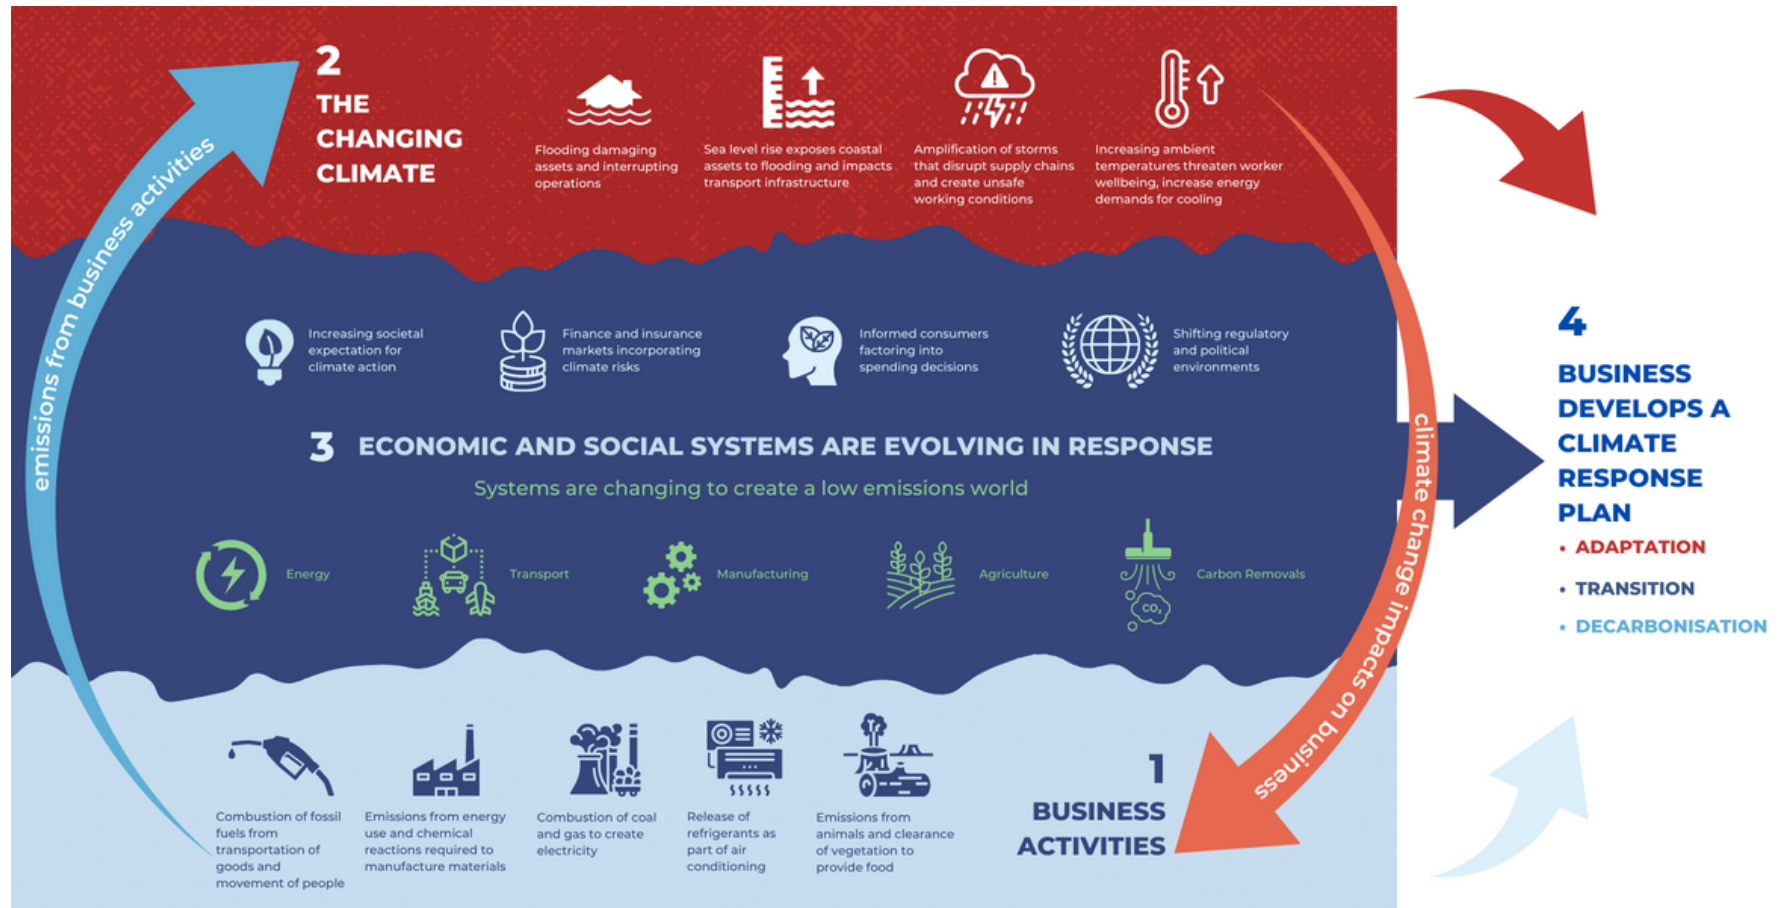 2
THE
CHANGING
CLIMATE
Flooding damaging
assets and interrupting
operations
Sea level rise exposes coastal
assets to flooding and impacts
transport infrastructure
Amplification of storms
that disrupt supply chains
and create unsafe
working conditions
Increasing ambient
temperatures threaten worker
wellbeing, increase energy
demands for cooling
emissions from business activities
Increasing societal
expectation for
climate action
Finance and insurance
markets incorporating
climate risks
Informed consumers
factoring into
spending decisions
Shifting regulatory
and political
environments
3 ECONOMIC AND SOCIAL SYSTEMS ARE EVOLVING IN RESPONSE
Systems are changing to create a low emissions world
Energy
Transport
Manufacturing
Agriculture
CO₂
Carbon Removals
climate change impacts on business
Combustion of fossil
fuels from
transportation of
goods and
movement of people
Emissions from energy
use and chemical
reactions required to
manufacture materials
Combustion of coal
and gas to create
electricity
Release of
refrigerants as
part of air
conditioning
Emissions from
animals and clearance
of vegetation to
provide food
1
BUSINESS
ACTIVITIES
4
BUSINESS
DEVELOPS A
CLIMATE
RESPONSE
PLAN
• ADAPTATION
• TRANSITION
• DECARBONISATION